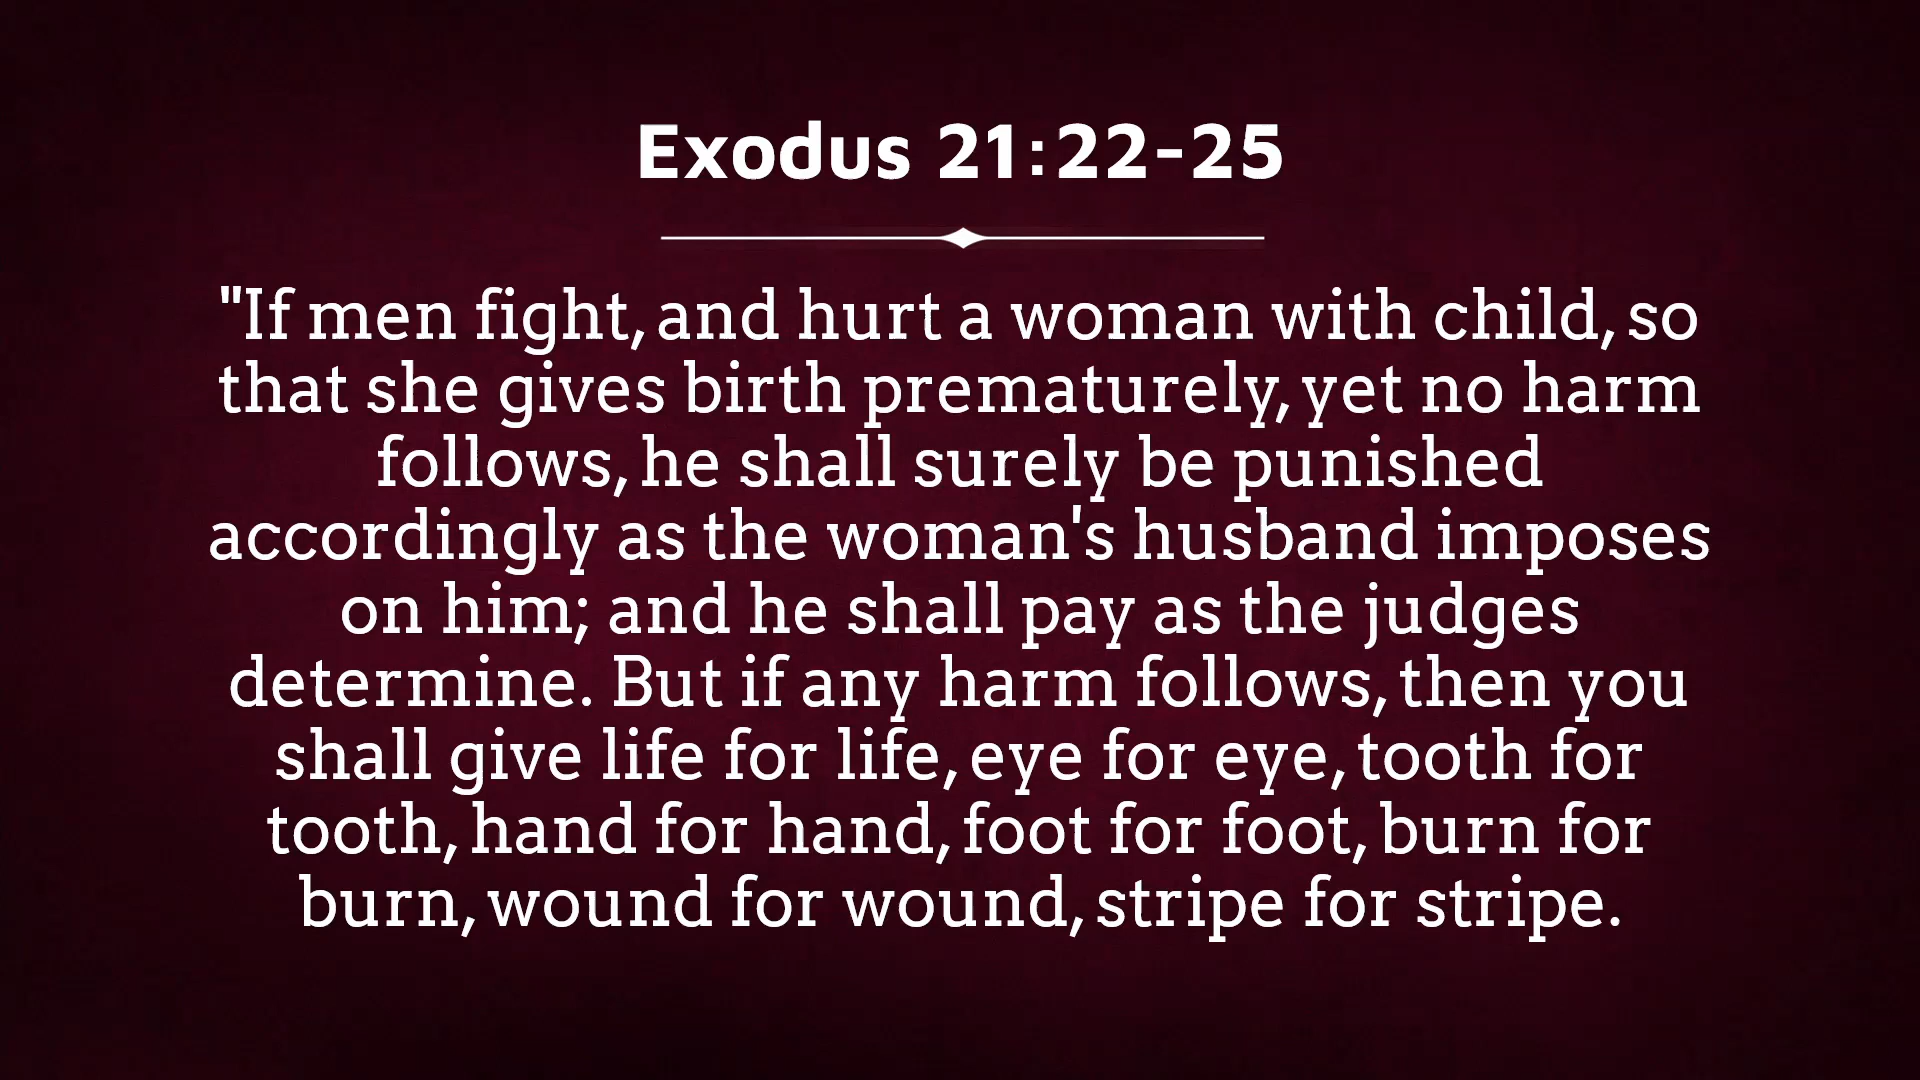 Exodus 21:22-25
"If men fight, and hurt a woman with child, so
that she gives birth prematurely, yet no harm
follows, he shall surely be punished
accordingly as the woman's husband imposes
on him; and he shall pay as the judges
determine. But if any harm follows, then you
shall give life for life, eye for eye, tooth for
tooth, hand for hand, foot for foot, burn for
burn, wound for wound, stripe for stripe.